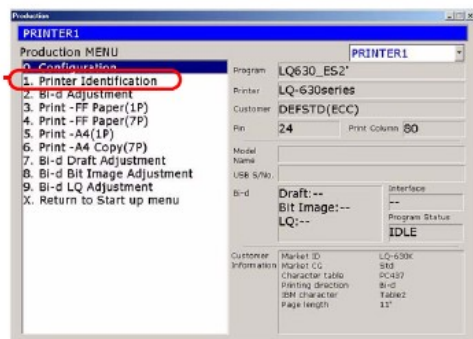 Production
PRINTER1
Production MENU
PRINTER1
0. Configuration
1. Printer Identification
2. Bi-d Adjustment
3. Print -FF Paper(1P)
4. Print -FF Paper(7P)
5. Print -A4(1P)
6. Print -A4 Copy(7P)
7. Bi-d Draft Adjustment
8. Bi-d Bit Image Adjustment
9. Bi-d LQ Adjustment
X. Return to Start up menu
Program LQ630_ES2'
Printer LQ-630series
Customer DEFSTD(ECC)
Pin 24 Print Column 80
Model
Name
USB S/No.
Bi-d Draft:--
Bit Image:--
LQ:--
Interface
--
Program Status
IDLE
Customer
Information
Market ID LQ-630K
Market CG Std
Character table PC437
Printing direction Bi-d
IBM character Table2
Page length 11"